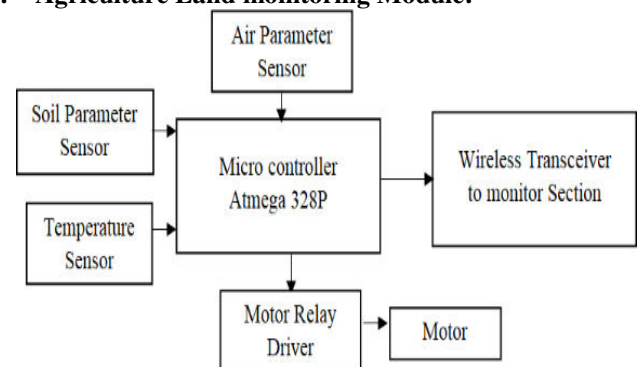 . Agriculture Land monitoring Module:
Air Parameter
Sensor
Soil Parameter
Sensor
Micro controller
Atmega 328P
Wireless Transceiver
to monitor Section
Temperature
Sensor
Motor Relay
Driver
Motor